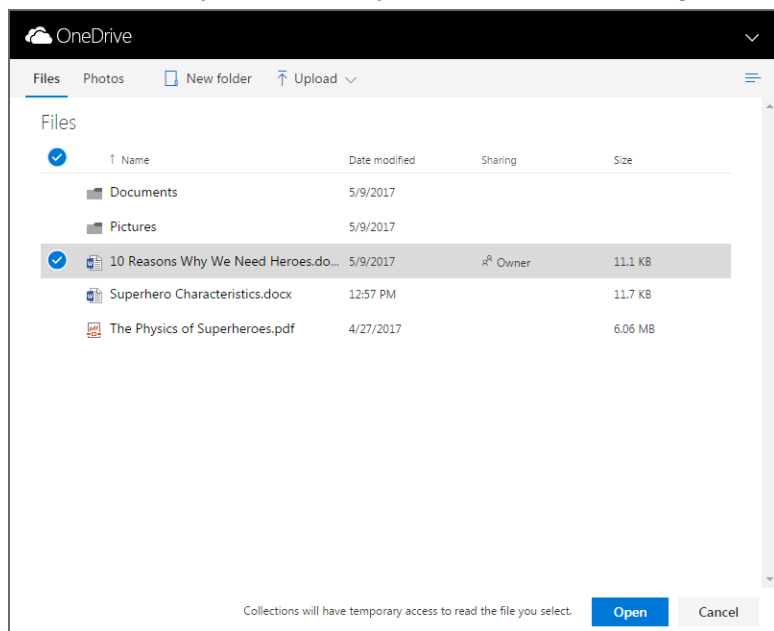 OneDrive
Files Photos New folder Upload
Files
Name Date modified Sharing Size
Documents 5/9/2017
Pictures 5/9/2017
10 Reasons Why We Need Heroes.do... 5/9/2017 Owner 11.1 KB
Superhero Characteristics.docx 12:57 PM 11.7 KB
The Physics of Superheroes.pdf 4/27/2017 6.06 MB
Collections will have temporary access to read the file you select. Open Cancel